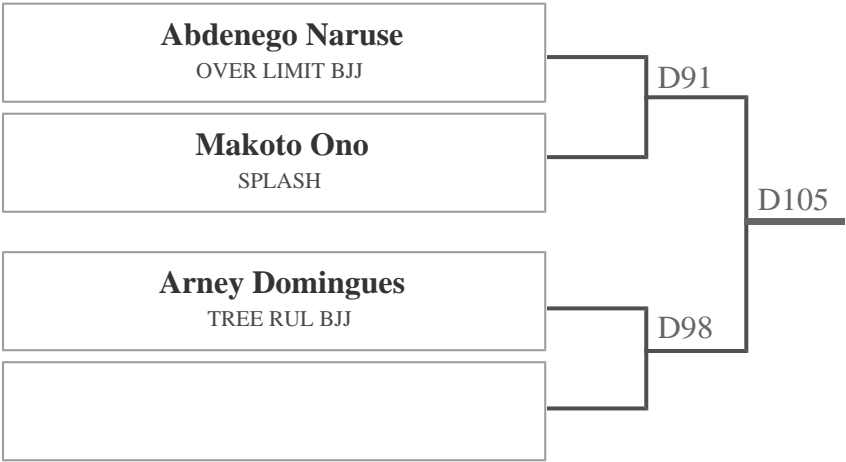 Abdenego Naruse
OVER LIMIT BJJ
D91
Makoto Ono
SPLASH
D105
Arney Domingues
TREE RUL BJJ
D98